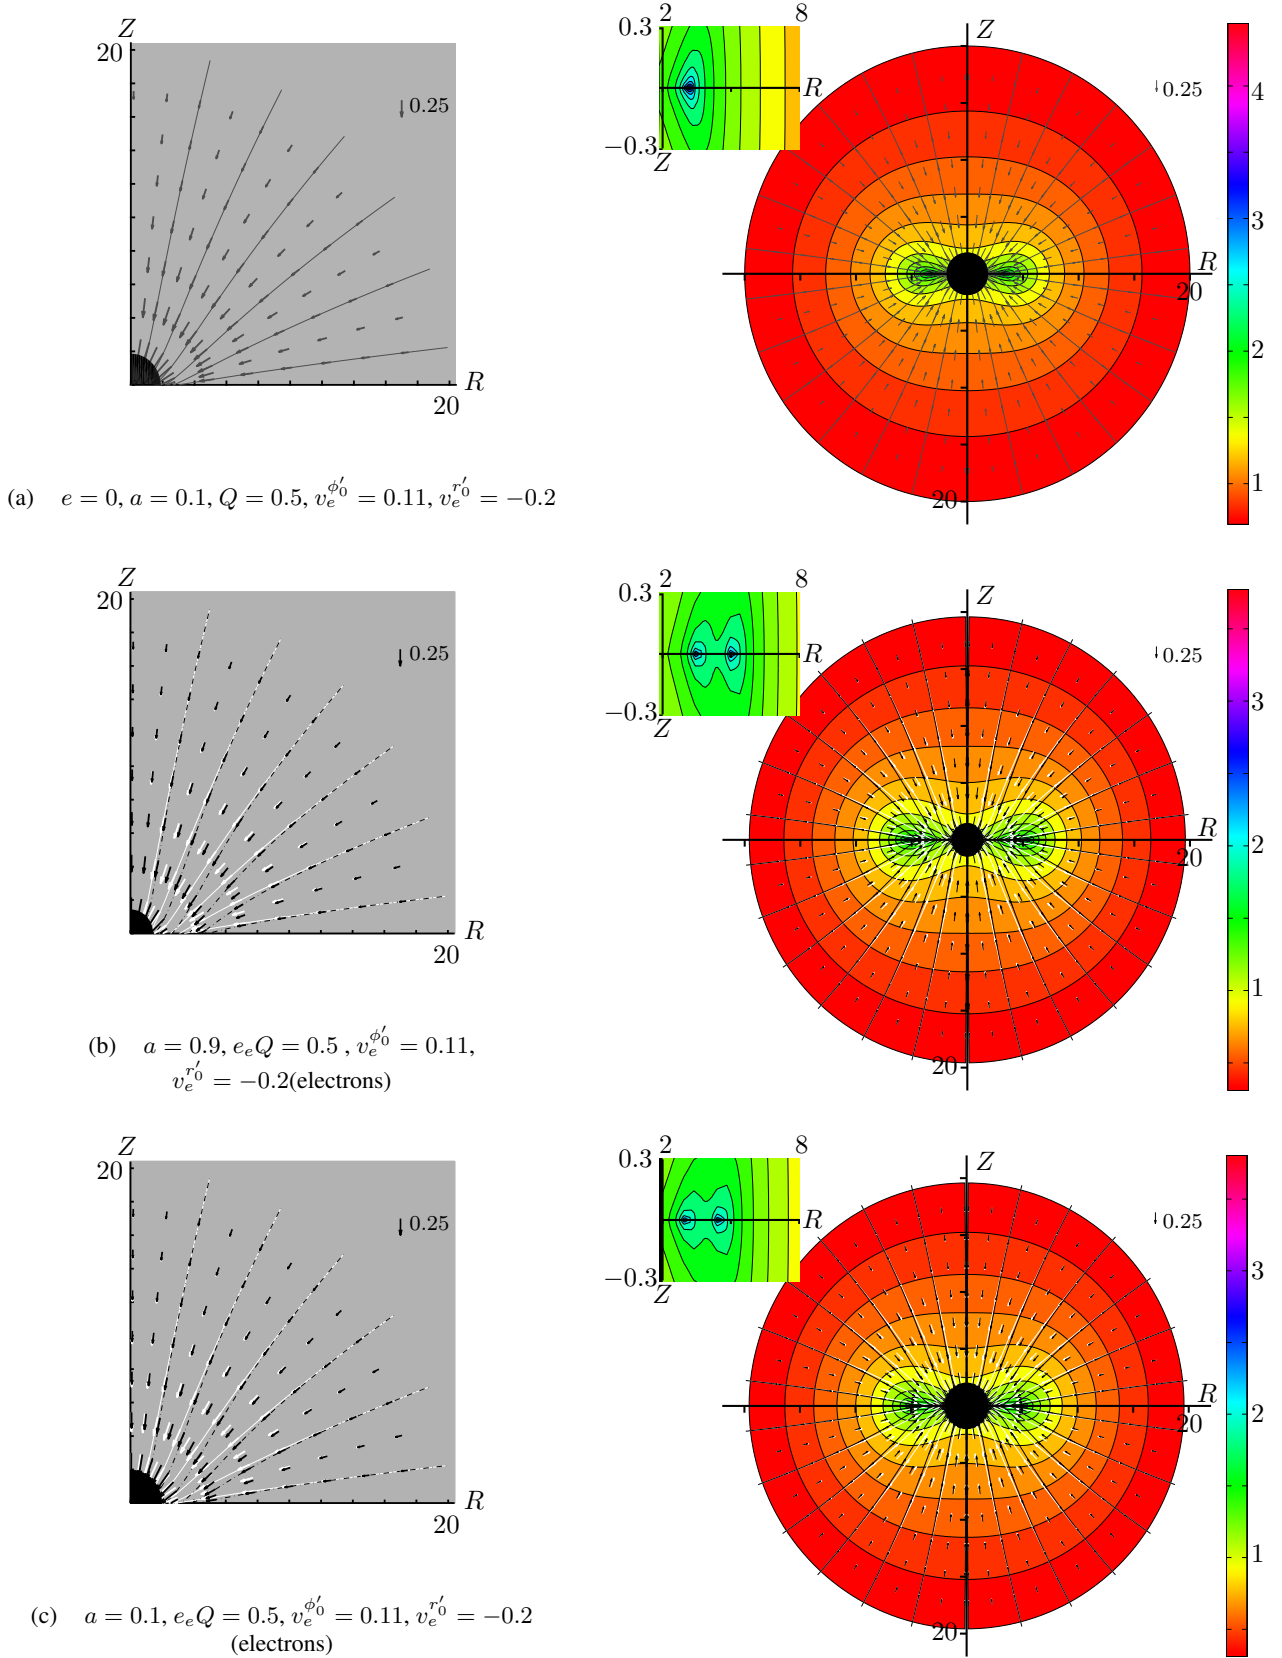 Z
20
0.25
R
20
2
8
0.3
R
−0.3
Z
Z
0.25
R
20
20
4
3
2
1
(a) e = 0, a = 0.1, Q = 0.5, v_e^{φ′_0} = 0.11, v_e^{r′_0} = −0.2
Z
20
0.25
R
20
2
8
0.3
R
−0.3
Z
Z
0.25
R
20
20
3
2
1
(b) a = 0.9, e_eQ = 0.5 , v_e^{φ′_0} = 0.11,
v_e^{r′_0} = −0.2(electrons)
Z
20
0.25
R
20
2
8
0.3
R
−0.3
Z
Z
0.25
R
20
20
3
2
1
(c) a = 0.1, e_eQ = 0.5, v_e^{φ′_0} = 0.11, v_e^{r′_0} = −0.2
(electrons)